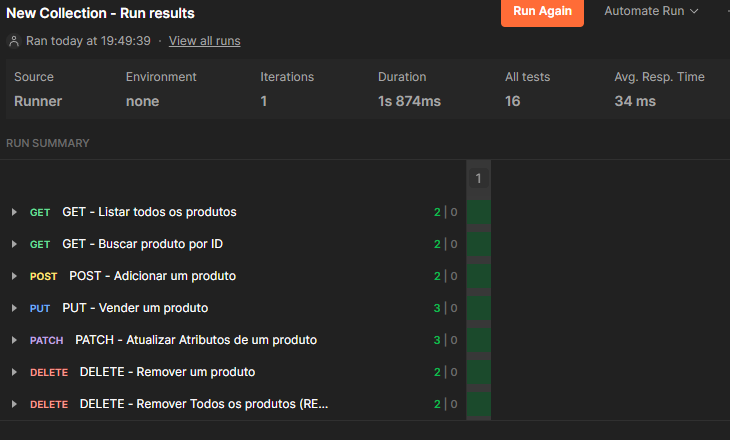 New Collection - Run results
Run Again
Automate Run
Ran today at 19:49:39 · View all runs
Source Environment Iterations Duration All tests Avg. Resp. Time
Runner none 1 1s 874ms 16 34 ms
RUN SUMMARY
1
GET GET - Listar todos os produtos 2 | 0
GET GET - Buscar produto por ID 2 | 0
POST POST - Adicionar um produto 2 | 0
PUT PUT - Vender um produto 3 | 0
PATCH PATCH - Atualizar Atributos de um produto 3 | 0
DELETE DELETE - Remover um produto 2 | 0
DELETE DELETE - Remover Todos os produtos (RE... 2 | 0